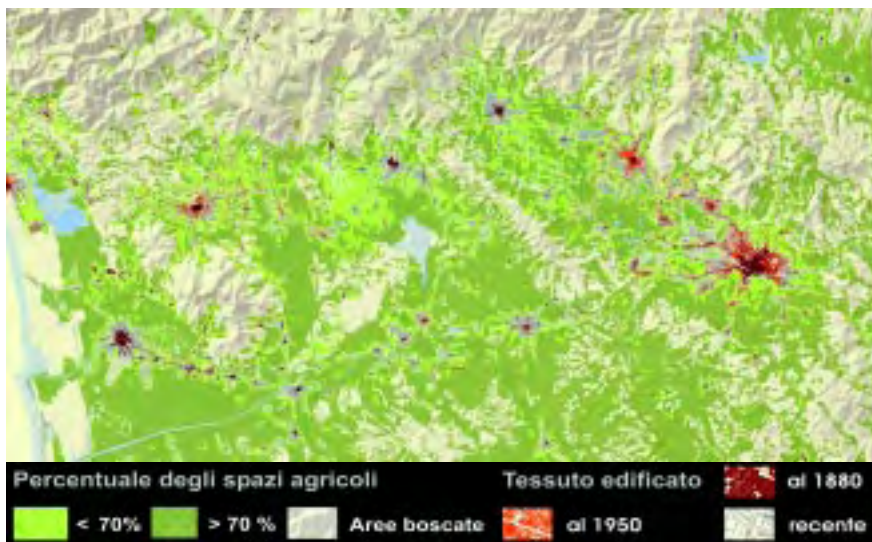 Percentuale degli spazi agricoli
< 70%
> 70 %
Aree boscate
Tessuto edificato
al 1880
al 1950
recente